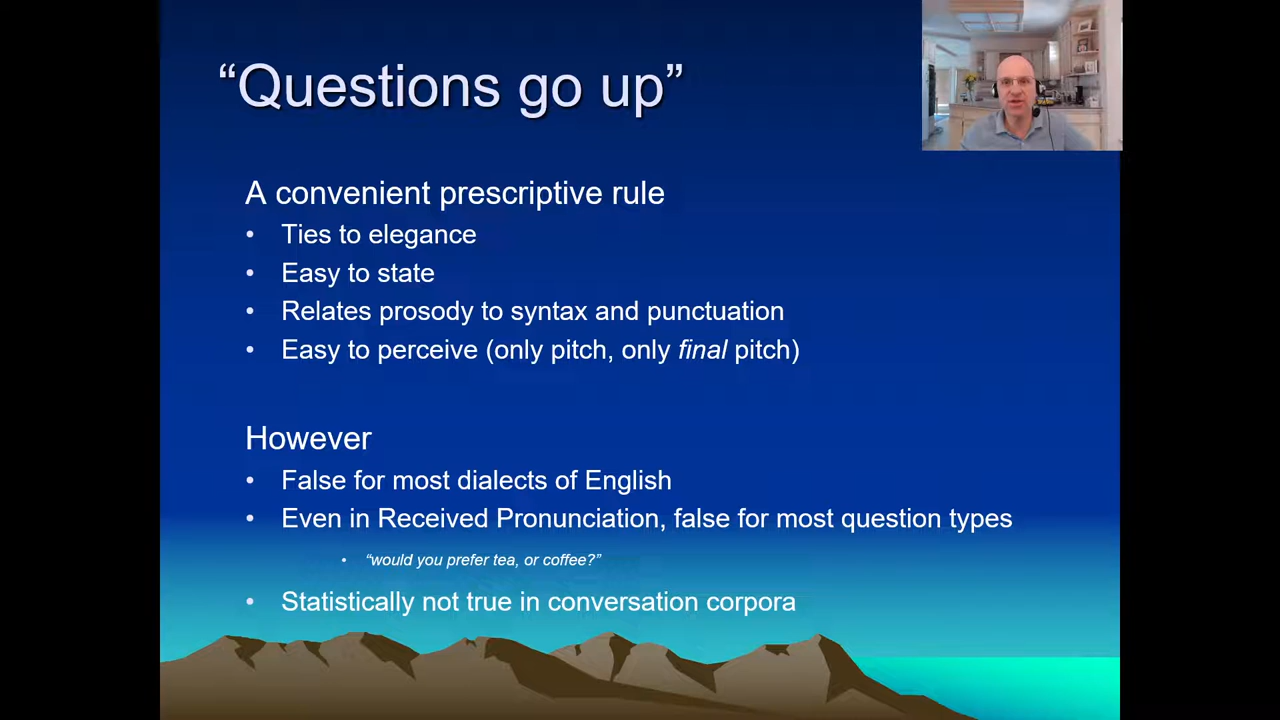 “Questions go up”
A convenient prescriptive rule
• Ties to elegance
• Easy to state
• Relates prosody to syntax and punctuation
• Easy to perceive (only pitch, only final pitch)
However
• False for most dialects of English
• Even in Received Pronunciation, false for most question types
• “would you prefer tea, or coffee?”
• Statistically not true in conversation corpora